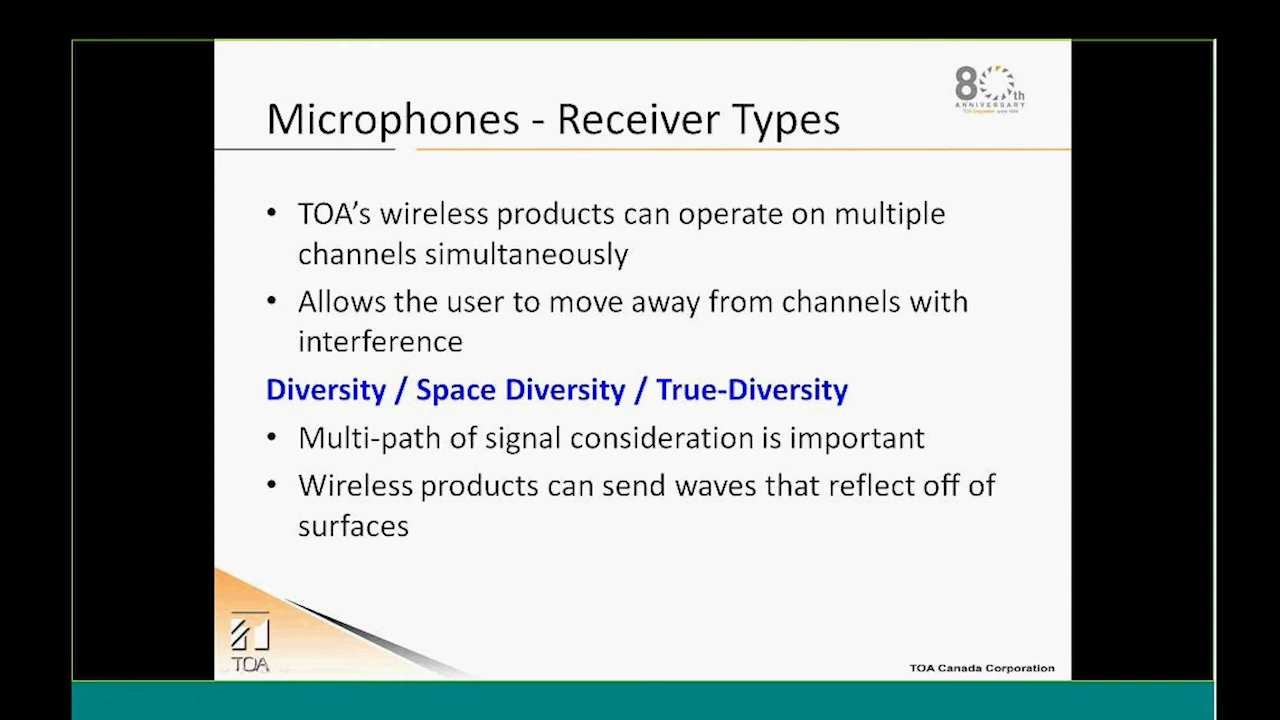 80th
ANNIVERSARY
Microphones - Receiver Types
• TOA's wireless products can operate on multiple
channels simultaneously
• Allows the user to move away from channels with
interference
Diversity / Space Diversity / True-Diversity
• Multi-path of signal consideration is important
• Wireless products can send waves that reflect off of
surfaces
TOA
TOA Canada Corporation